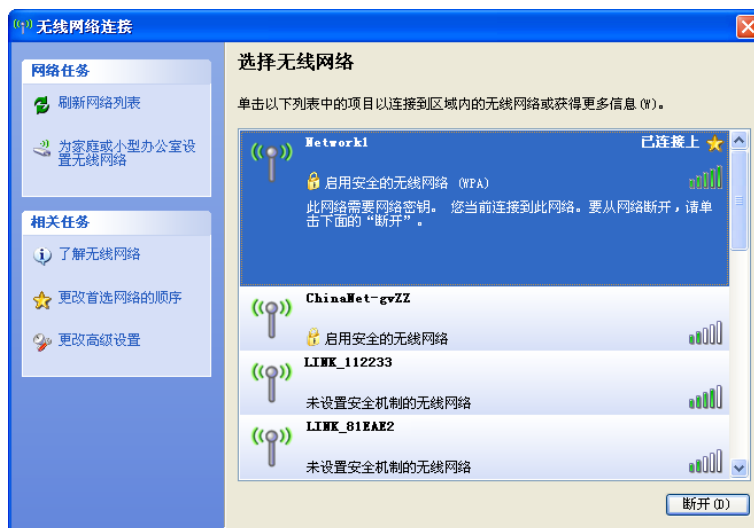 无线网络连接
网络任务
刷新网络列表
为家庭或小型办公室设
置无线网络
相关任务
了解无线网络
更改首选网络的顺序
更改高级设置
选择无线网络
单击以下列表中的项目以连接到区域内的无线网络或获得更多信息(W)。
Network1 已连接上
启用安全的无线网络 (WPA)
此网络需要网络密钥。 您当前连接到此网络。要从网络断开，请单
击下面的“断开”。
ChinaNet-gvZZ
启用安全的无线网络
LINK_112233
未设置安全机制的无线网络
LINK_81EAE2
未设置安全机制的无线网络
断开(D)